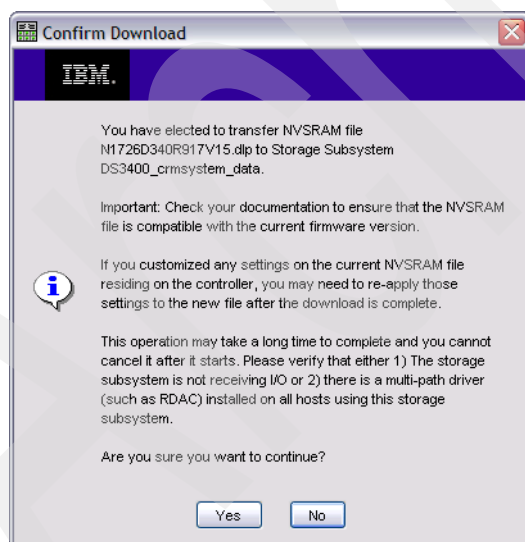 Confirm Download
IBM.
You have elected to transfer NVSRAM file
N1726D340R917V15.dlp to Storage Subsystem
DS3400_crmsystem_data.
Important: Check your documentation to ensure that the NVSRAM
file is compatible with the current firmware version.
If you customized any settings on the current NVSRAM file
residing on the controller, you may need to re-apply those
settings to the new file after the download is complete.
This operation may take a long time to complete and you cannot
cancel it after it starts. Please verify that either 1) The storage
subsystem is not receiving I/O or 2) there is a multi-path driver
(such as RDAC) installed on all hosts using this storage
subsystem.
Are you sure you want to continue?
Yes No